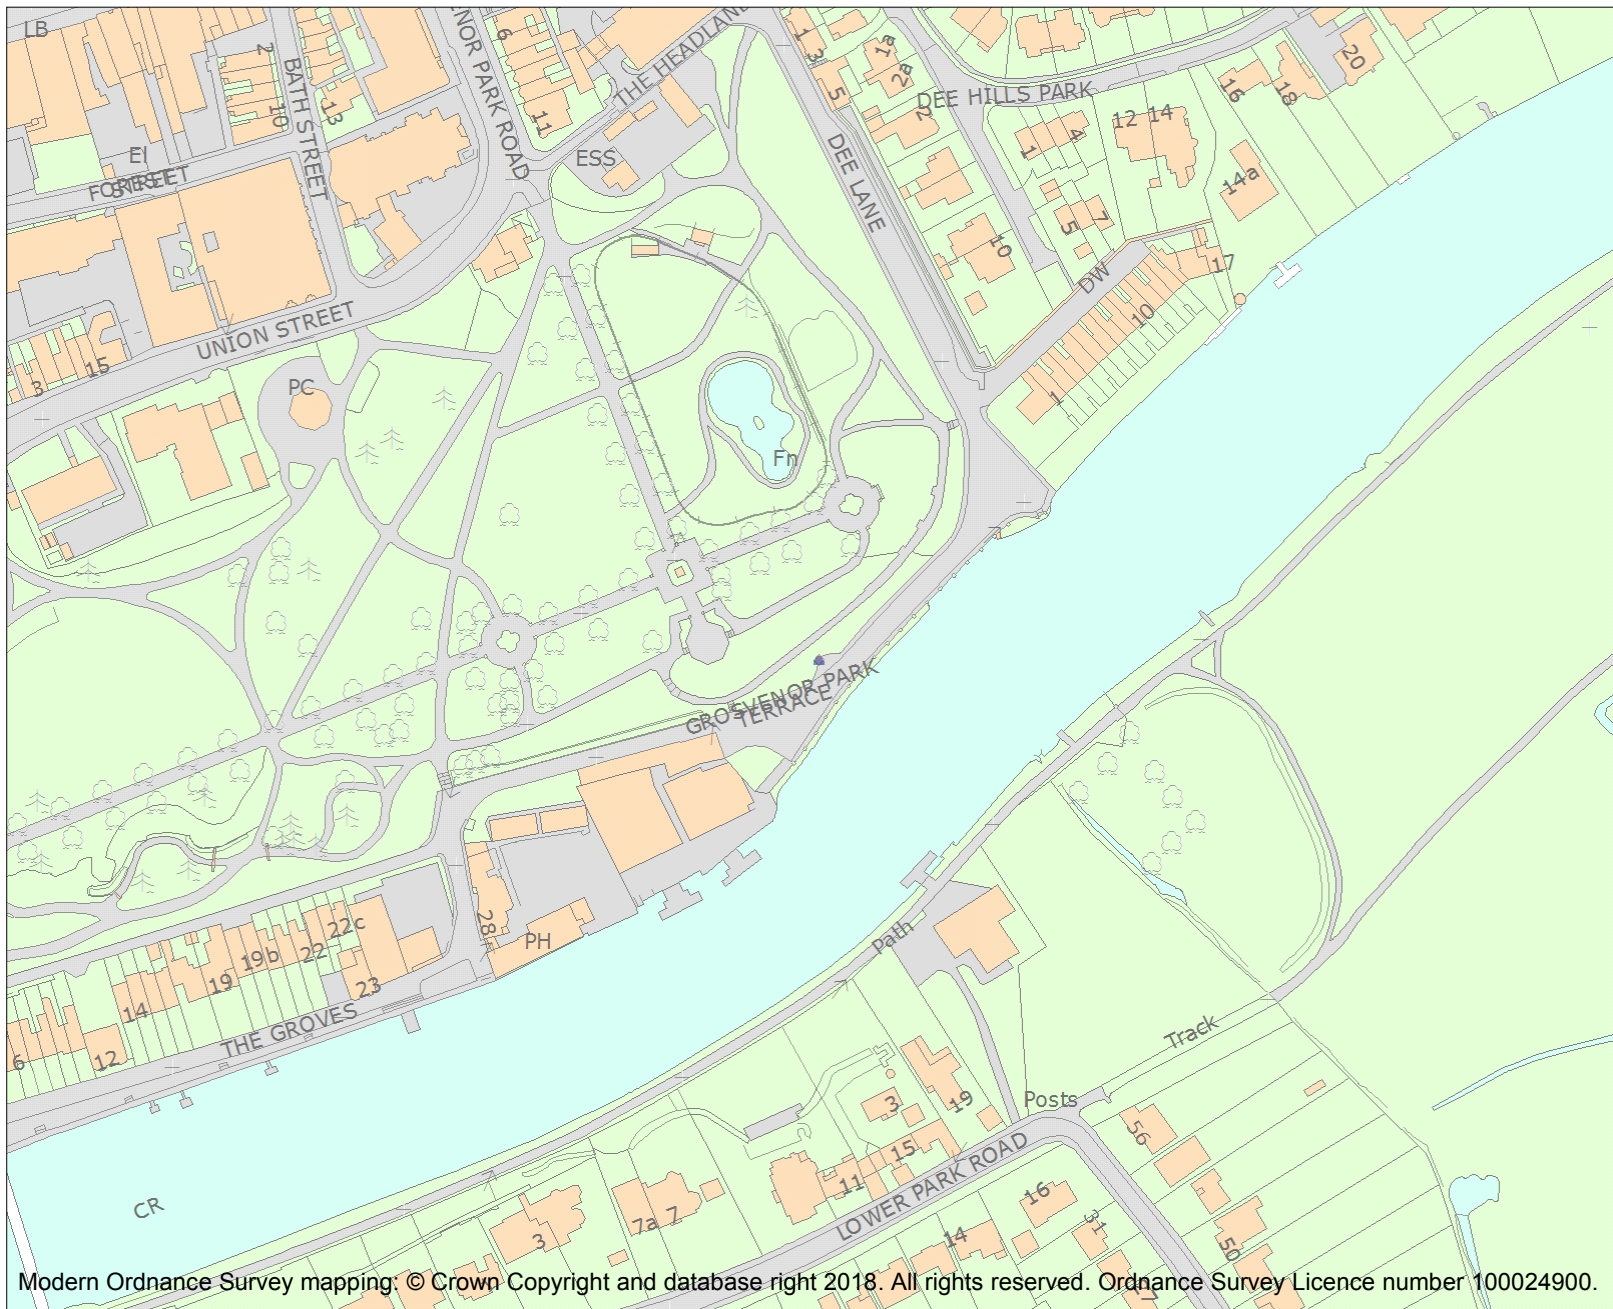 LB
2
BATH STREET
10
13
ENOR PARK ROAD
6
11
THE HEADLAND
1
3
5
1a
2a
2
DEE HILLS PARK
16
18
20
EI
FOREST
STREET
ESS
DEE LANE
1
4
12
14
14a
5
7
10
17
DW
10
1
UNION STREET
3
15
PC
Fn
GROSVENOR PARK
TERRACE
28
PH
22c
22
19b
19
23
14
12
6
THE GROVES
Path
Track
Posts
3
19
15
11
LOWER PARK ROAD
56
16
14
31
50
7a
7
3
CR
Modern Ordnance Survey mapping: © Crown Copyright and database right 2018. All rights reserved. Ordnance Survey Licence number 100024900.